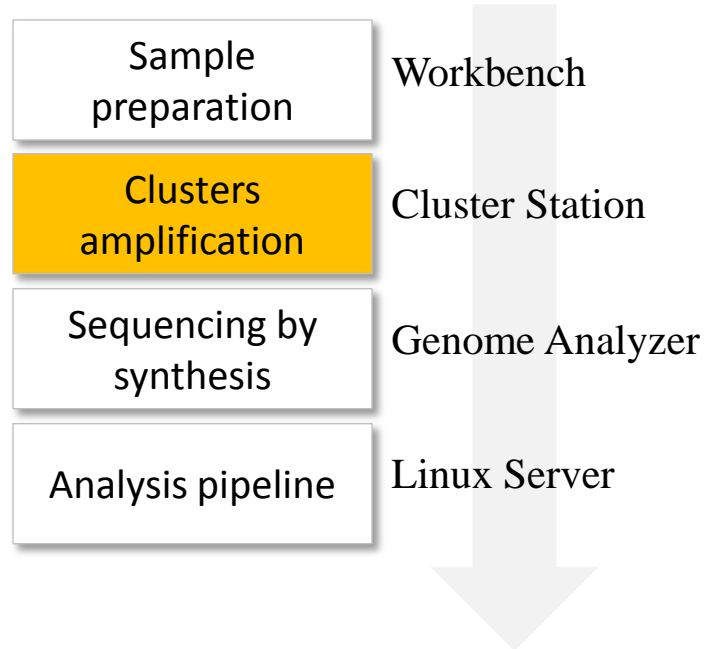 Sample
preparation
Workbench
Clusters
amplification
Cluster Station
Sequencing by
synthesis
Genome Analyzer
Analysis pipeline
Linux Server